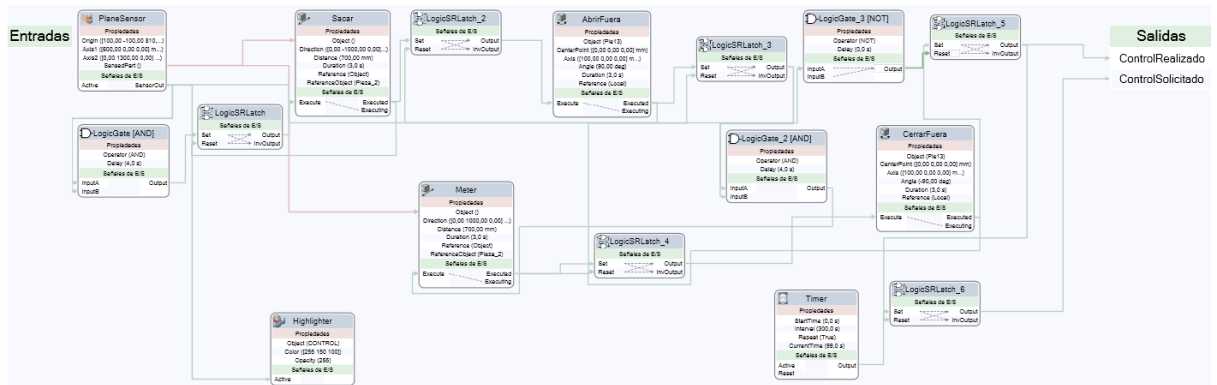 Entradas
PlaneSensor
Propiedades
Origin ([100,00 -100,00 810,...)
Axis1 ([600,00 0,00 0,00] m...)
Axis2 ([0,00 1300,00 0,00] ...)
SensedPart ()
Señales de E/S
Active SensorOut
Sacar
Propiedades
Object ()
Direction ([0,00 -1000,00 0,00]...)
Distance (700,00 mm)
Duration (3,0 s)
Reference (Object)
ReferenceObject (Pieza_2)
Señales de E/S
Execute Executed
Executing
LogicSRLatch_2
Señales de E/S
Set Output
Reset InvOutput
AbrirFuera
Propiedades
Object (Pie13)
CenterPoint ([0,00 0,00 0,00] mm)
Axis ([100,00 0,00 0,00] m...)
Angle (90,00 deg)
Duration (3,0 s)
Reference (Local)
Señales de E/S
Execute Executed
Executing
LogicSRLatch_3
Señales de E/S
Set Output
Reset InvOutput
LogicGate_3 [NOT]
Propiedades
Operator (NOT)
Delay (0,0 s)
Señales de E/S
InputA Output
InputB
LogicSRLatch_5
Señales de E/S
Set Output
Reset InvOutput
Salidas
ControlRealizado
ControlSolicitado
LogicSRLatch
Señales de E/S
Set Output
Reset InvOutput
LogicGate [AND]
Propiedades
Operator (AND)
Delay (4,0 s)
Señales de E/S
InputA Output
InputB
LogicGate_2 [AND]
Propiedades
Operator (AND)
Delay (4,0 s)
Señales de E/S
InputA Output
InputB
CerrarFuera
Propiedades
Object (Pie13)
CenterPoint ([0,00 0,00 0,00] mm)
Axis ([100,00 0,00 0,00] m...)
Angle (-90,00 deg)
Duration (3,0 s)
Reference (Local)
Señales de E/S
Execute Executed
Executing
Meter
Propiedades
Object ()
Direction ([0,00 1000,00 0,00] ...)
Distance (700,00 mm)
Duration (3,0 s)
Reference (Object)
ReferenceObject (Pieza_2)
Señales de E/S
Execute Executed
Executing
LogicSRLatch_4
Señales de E/S
Set Output
Reset InvOutput
Timer
Propiedades
StartTime (0,0 s)
Interval (300,0 s)
Repeat (True)
CurrentTime (99,0 s)
Señales de E/S
Active Output
Reset
LogicSRLatch_6
Señales de E/S
Set Output
Reset InvOutput
Highlighter
Propiedades
Object (CONTROL)
Color ([255 150 100])
Opacity (255)
Señales de E/S
Active